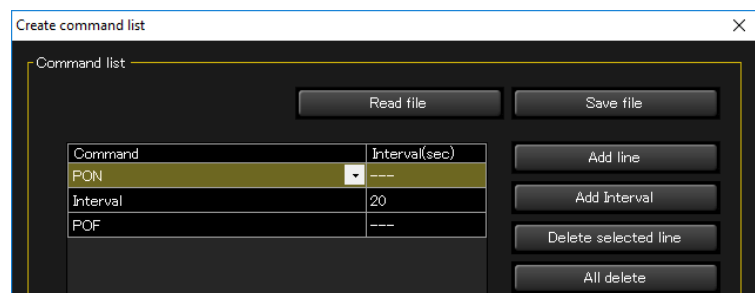 Create command list
Command list
Read file Save file
Command Interval(sec)
PON ---
Interval 20
POF ---
Add line
Add Interval
Delete selected line
All delete